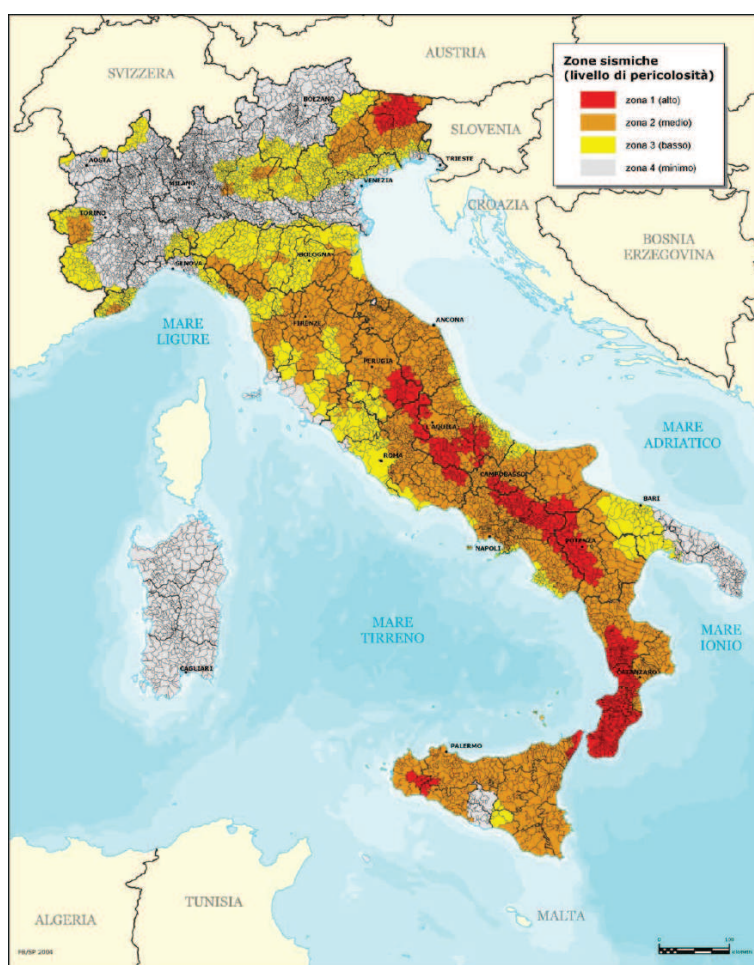 AUSTRIA
SVIZZERA
Zone sismiche
(livello di pericolosità)
zona 1 (alto)
zona 2 (medio)
zona 3 (basso)
zona 4 (minimo)
BOLZANO
SLOVENIA
AOSTA
TRIESTE
MILANO
VENEZIA
CROAZIA
TORINO
BOSNIA
ERZEGOVINA
BOLOGNA
GENOVA
FIRENZE
ANCONA
MARE
LIGURE
PERUGIA
L'AQUILA
MARE
ADRIATICO
ROMA
CAMPOBASSO
BARI
NAPOLI
POTENZA
MARE
TIRRENO
MARE
IONIO
CAGLIARI
CATANZARO
PALERMO
TUNISIA
ALGERIA
MALTA